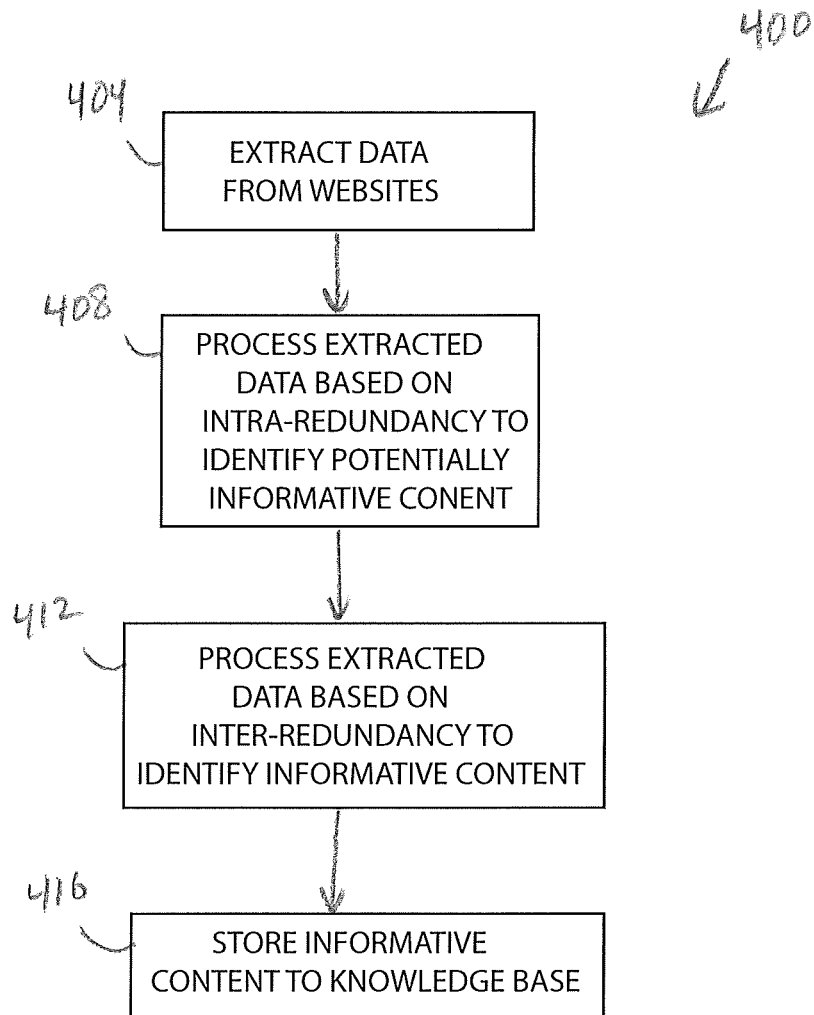 400
404
EXTRACT DATA
FROM WEBSITES
408
PROCESS EXTRACTED
DATA BASED ON
INTRA-REDUNDANCY TO
IDENTIFY POTENTIALLY
INFORMATIVE CONENT
412
PROCESS EXTRACTED
DATA BASED ON
INTER-REDUNDANCY TO
IDENTIFY INFORMATIVE CONTENT
416
STORE INFORMATIVE
CONTENT TO KNOWLEDGE BASE